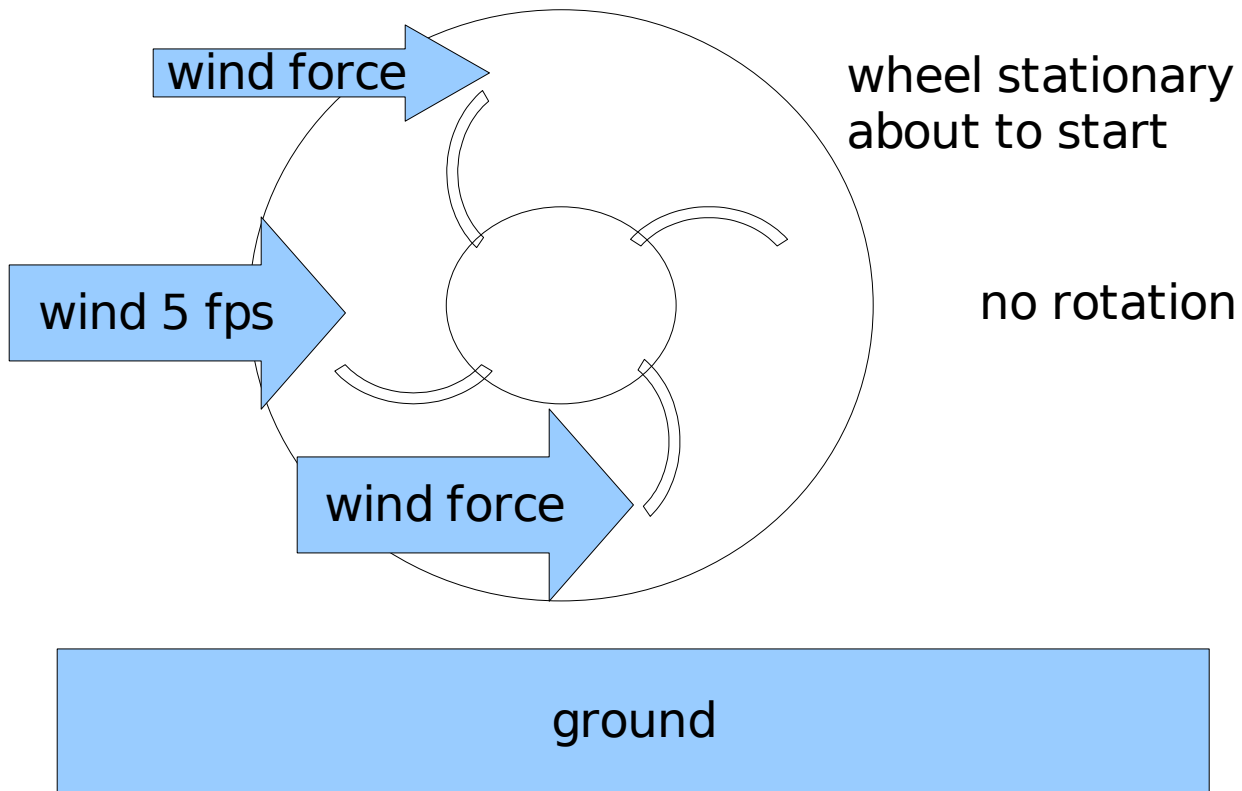 wind force
wheel stationary
about to start
wind 5 fps
no rotation
wind force
ground